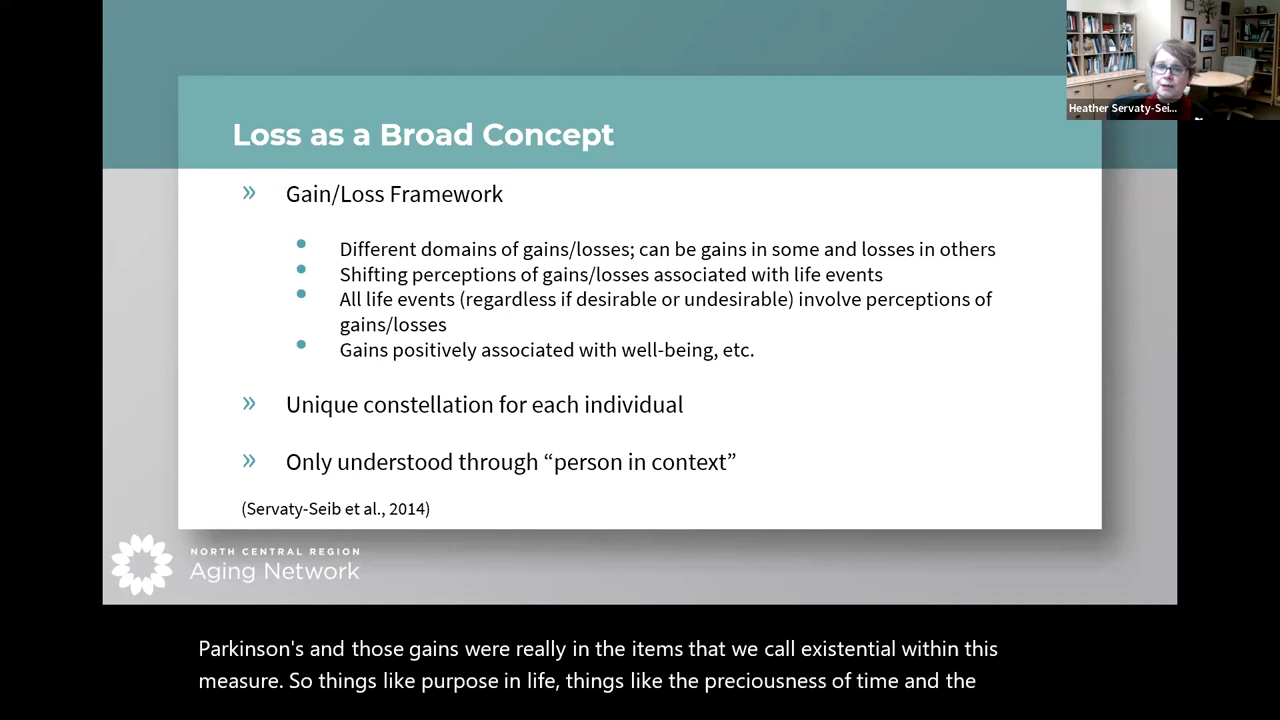 Heather Servaty-Sei...
Loss as a Broad Concept
» Gain/Loss Framework
• Different domains of gains/losses; can be gains in some and losses in others
• Shifting perceptions of gains/losses associated with life events
• All life events (regardless if desirable or undesirable) involve perceptions of
gains/losses
• Gains positively associated with well-being, etc.
» Unique constellation for each individual
» Only understood through “person in context”
(Servaty-Seib et al., 2014)
NORTH CENTRAL REGION
Aging Network
Parkinson's and those gains were really in the items that we call existential within this
measure. So things like purpose in life, things like the preciousness of time and the